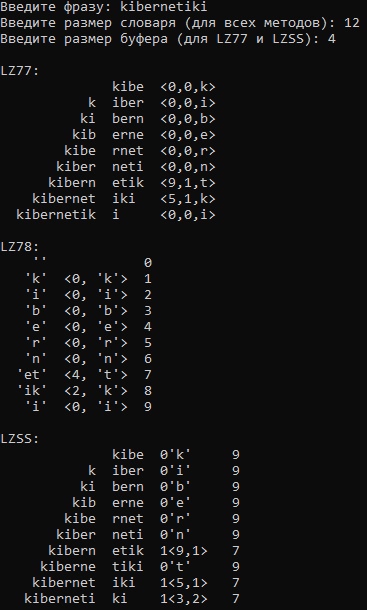 Введите фразу: kibernetiki
Введите размер словаря (для всех методов): 12
Введите размер буфера (для LZ77 и LZSS): 4
LZ77:
kibe <0,0,k>
k iber <0,0,i>
ki bern <0,0,b>
kib erne <0,0,e>
kibe rnet <0,0,r>
kiber neti <0,0,n>
kibern etik <9,1,t>
kibernet iki <5,1,k>
kibernetik i <0,0,i>
LZ78:
'' 0
'k' <0, 'k'> 1
'i' <0, 'i'> 2
'b' <0, 'b'> 3
'e' <0, 'e'> 4
'r' <0, 'r'> 5
'n' <0, 'n'> 6
'et' <4, 't'> 7
'ik' <2, 'k'> 8
'i' <0, 'i'> 9
LZSS:
kibe 0'k' 9
k iber 0'i' 9
ki bern 0'b' 9
kib erne 0'e' 9
kibe rnet 0'r' 9
kiber neti 0'n' 9
kibern etik 1<9,1> 7
kiberne tiki 0't' 9
kibernet iki 1<5,1> 7
kiberneti ki 1<3,2> 7